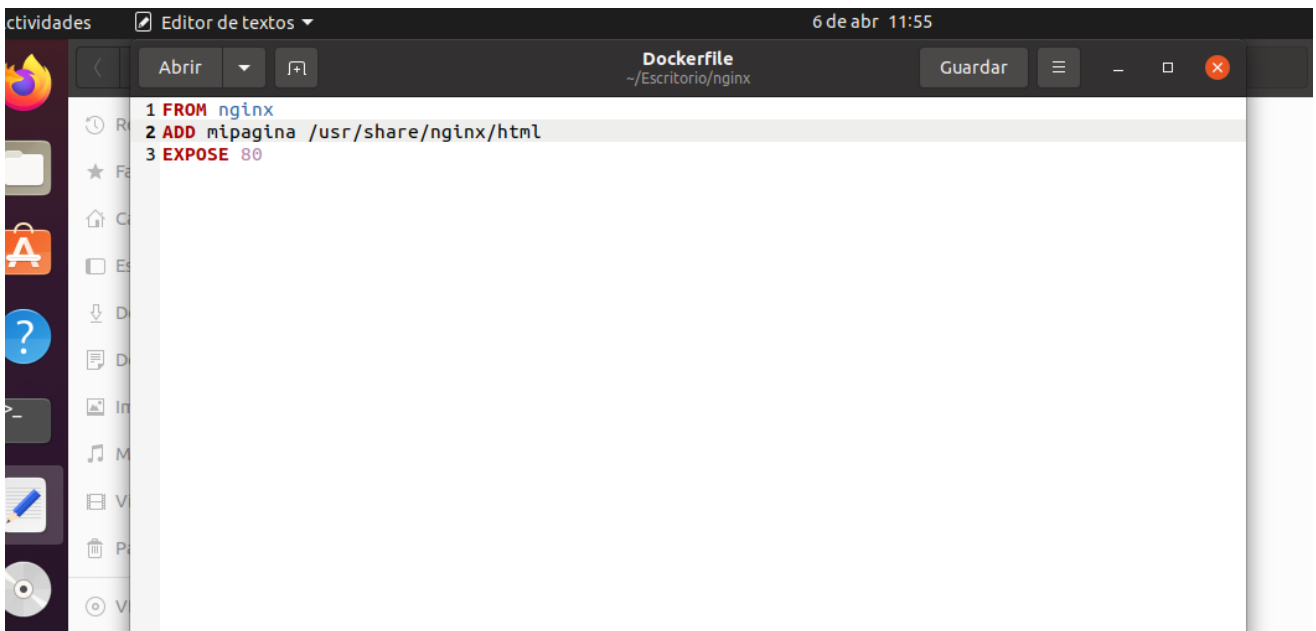 ctividades Editor de textos 6 de abr 11:55
Abrir Dockerfile Guardar
~/Escritorio/nginx
1 FROM nginx
2 ADD mipagina /usr/share/nginx/html
3 EXPOSE 80